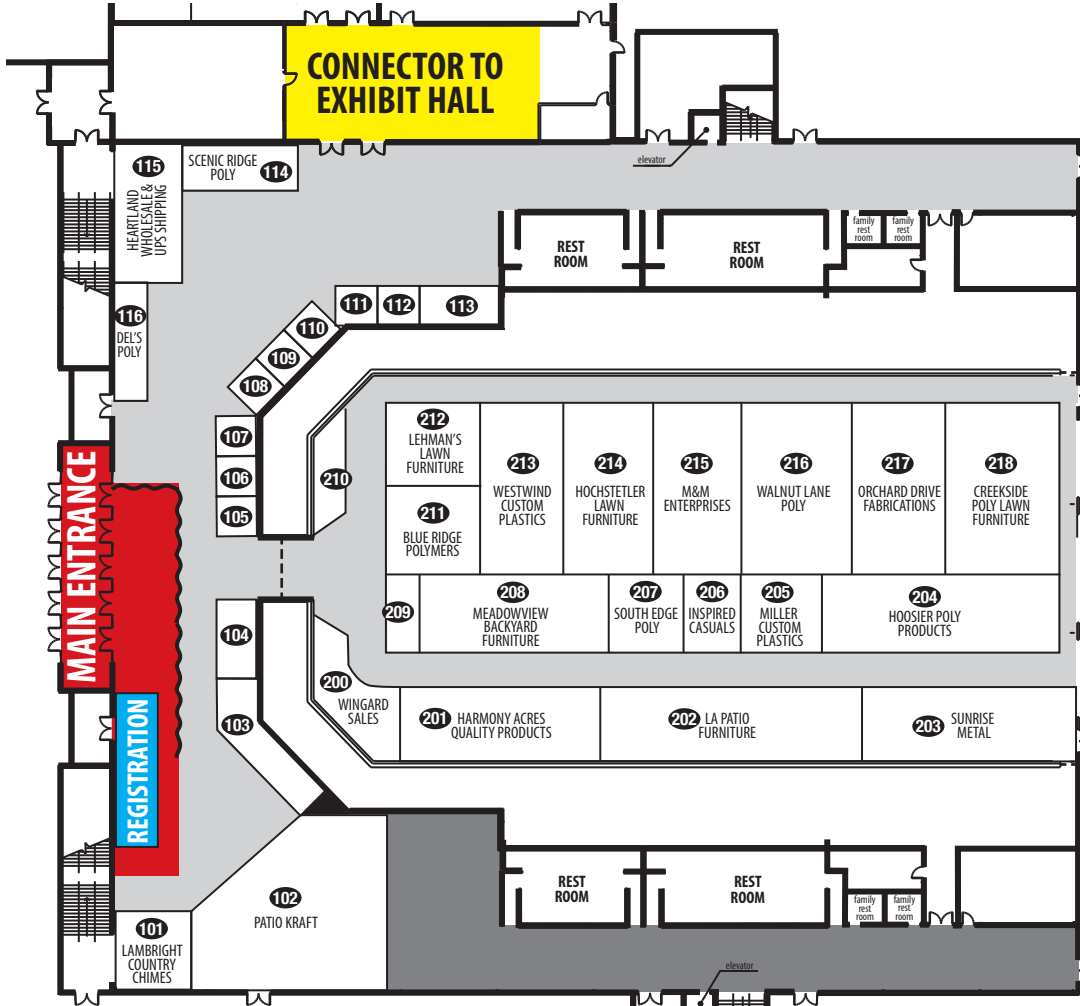 CONNECTOR TO
EXHIBIT HALL
elevator
115
HEARTLAND
WHOLESALE &
UPS SHIPPING
SCENIC RIDGE
POLY
114
REST
ROOM
REST
ROOM
family
rest
room
family
rest
room
116
DEL'S
POLY
111
112
113
110
109
108
107
106
105
210
212
LEHMAN'S
LAWN
FURNITURE
211
BLUE RIDGE
POLYMERS
213
WESTWIND
CUSTOM
PLASTICS
214
HOCHSTETLER
LAWN
FURNITURE
215
M&M
ENTERPRISES
216
WALNUT LANE
POLY
217
ORCHARD DRIVE
FABRICATIONS
218
CREEKSIDE
POLY LAWN
FURNITURE
MAIN ENTRANCE
209
208
MEADOWVIEW
BACKYARD
FURNITURE
207
SOUTH EDGE
POLY
206
INSPIRED
CASUALS
205
MILLER
CUSTOM
PLASTICS
204
HOOSIER POLY
PRODUCTS
104
103
200
WINGARD
SALES
201
HARMONY ACRES
QUALITY PRODUCTS
202
LA PATIO
FURNITURE
203
SUNRISE
METAL
REGISTRATION
102
PATIO KRAFT
101
LAMBRIGHT
COUNTRY
CHIMES
REST
ROOM
REST
ROOM
family
rest
room
family
rest
room
elevator